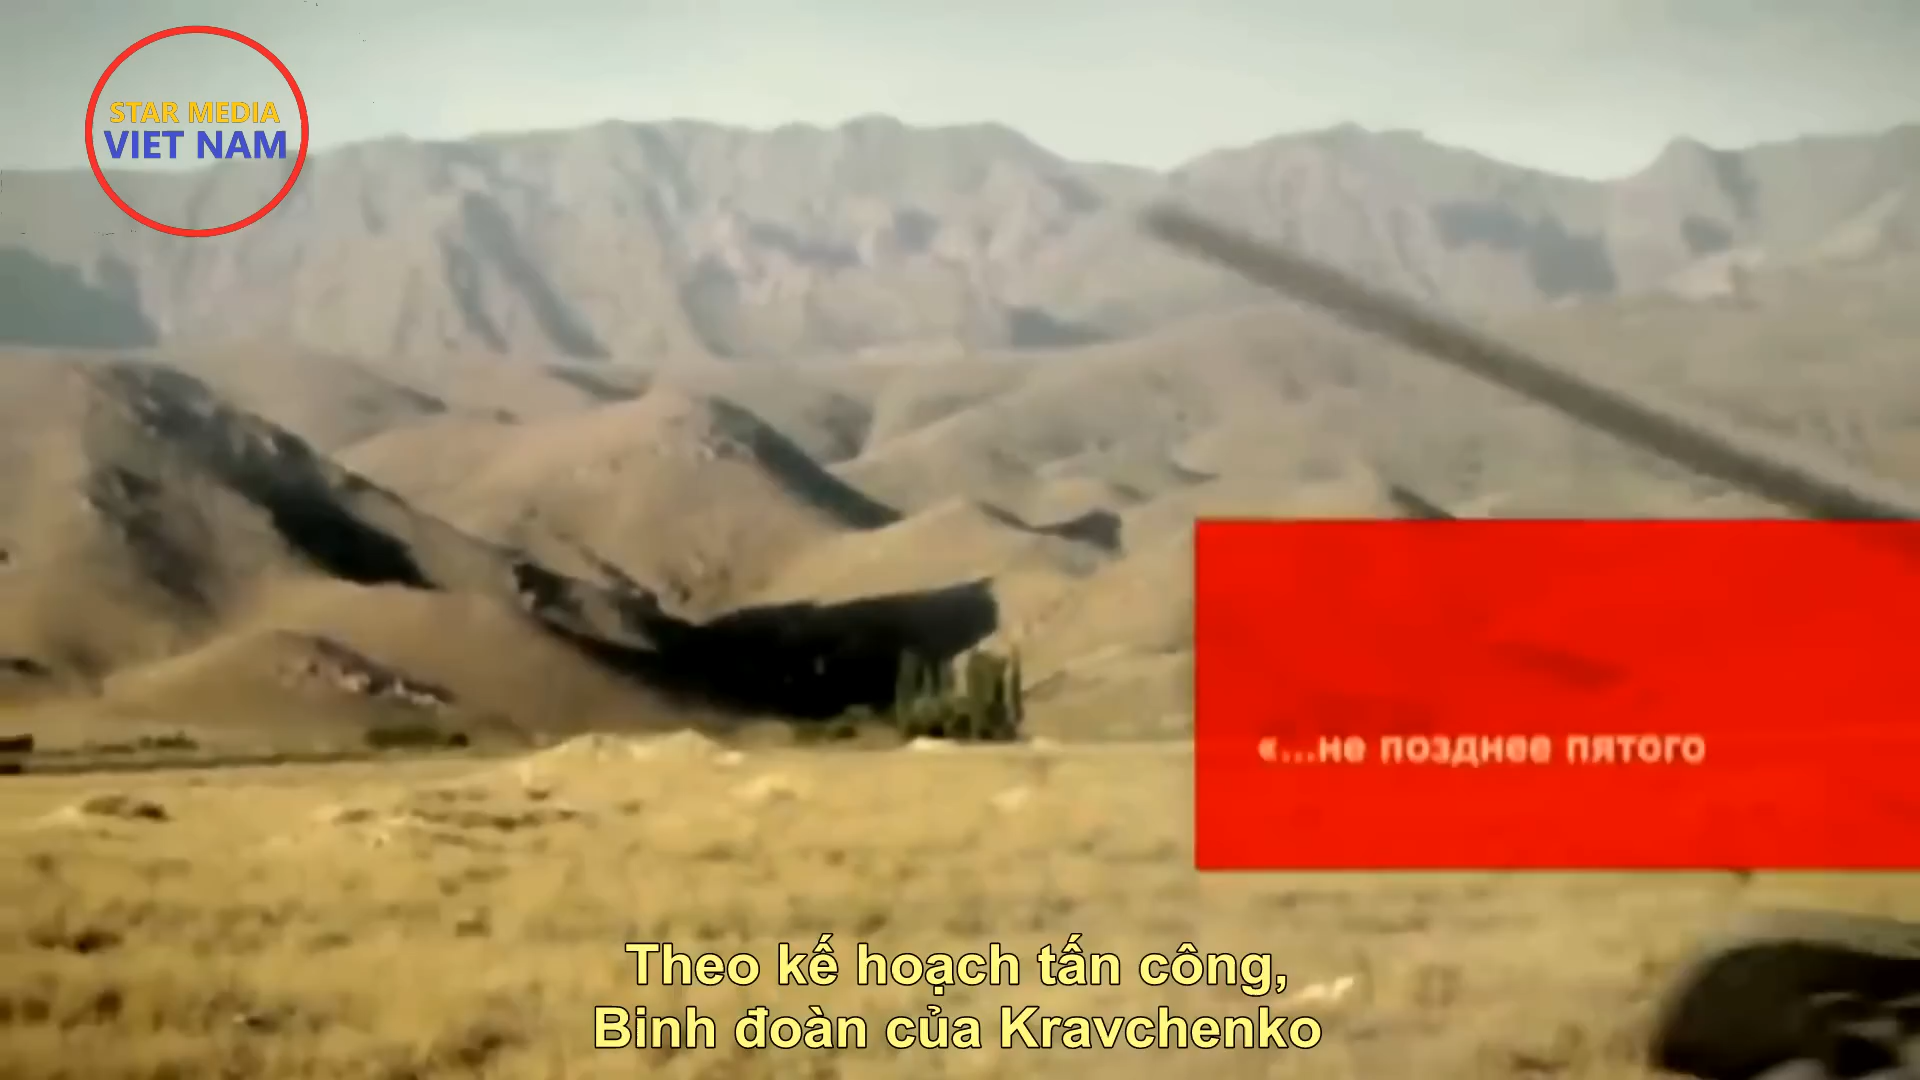 STAR MEDIA
VIET NAM
«...не позднее пятого
Theo kế hoạch tấn công,
Binh đoàn của Kravchenko